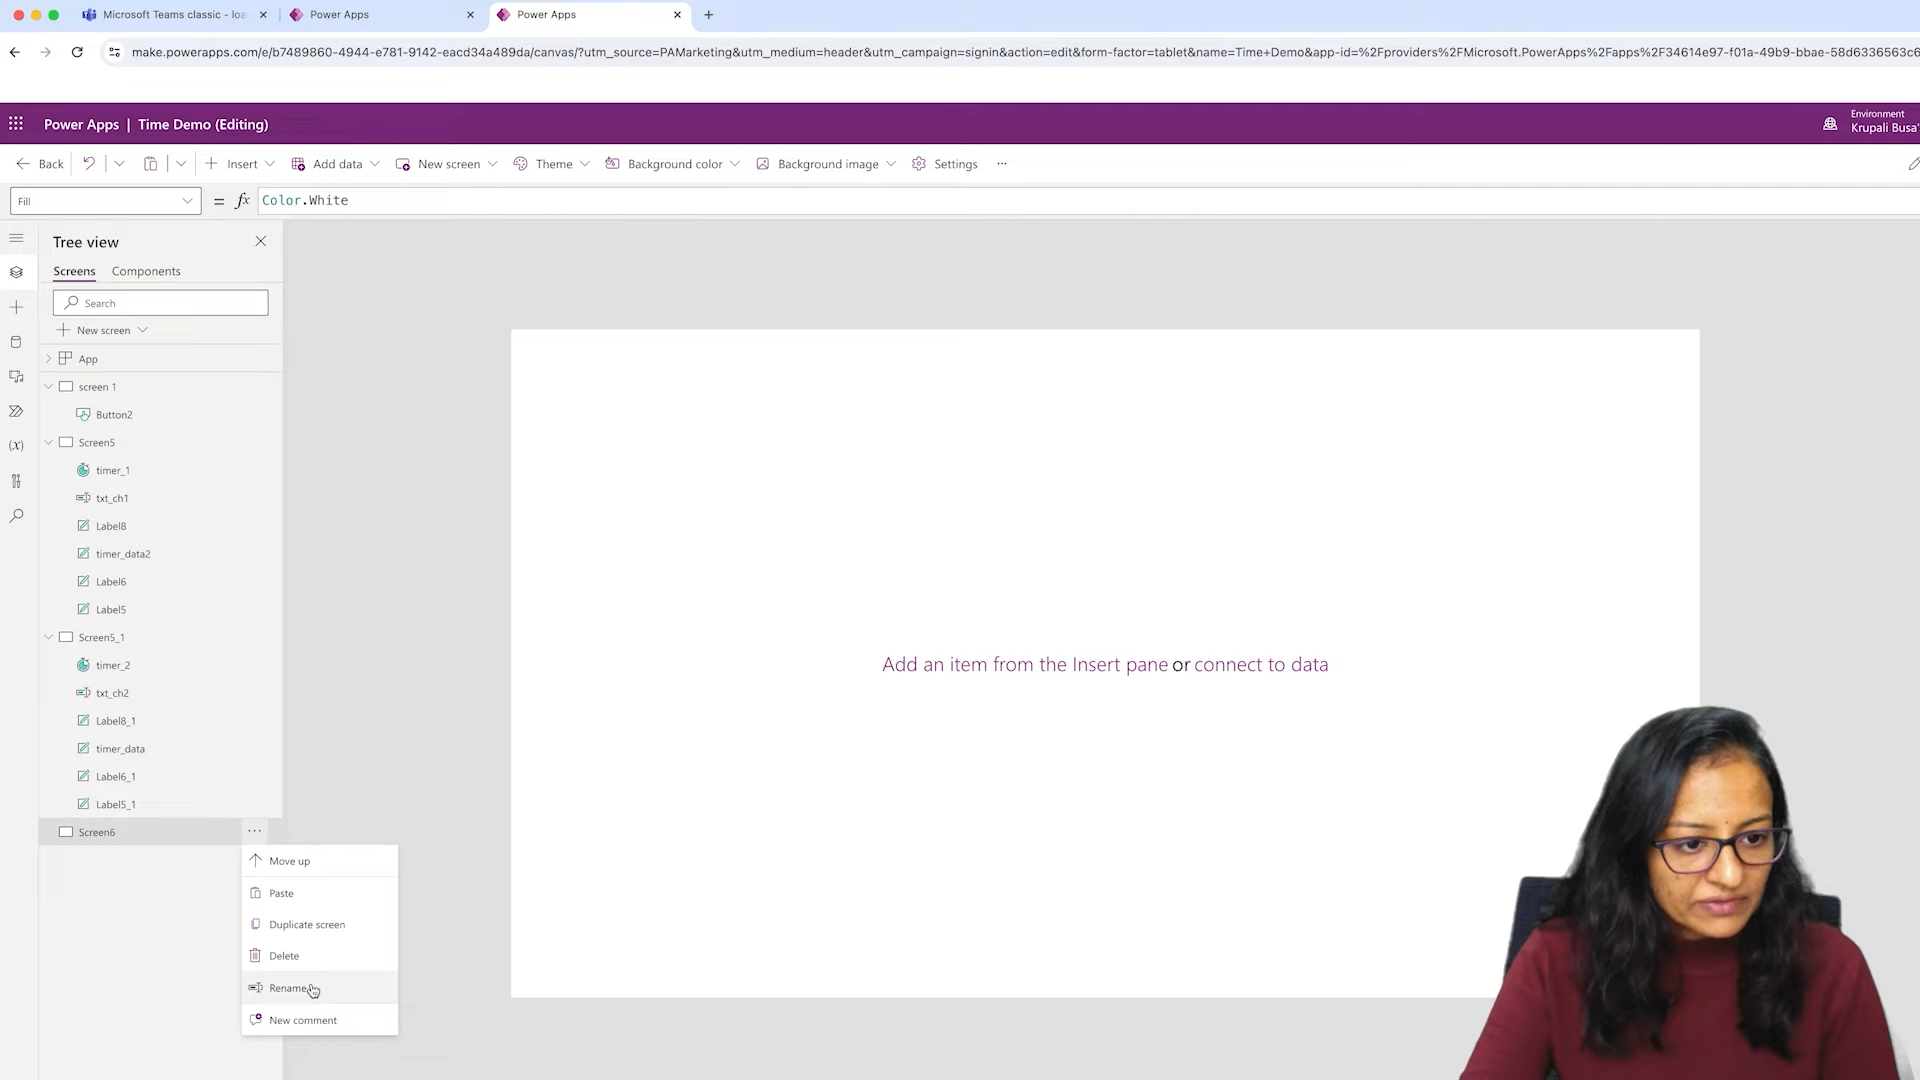 Microsoft Teams classic - loa
Power Apps
Power Apps
make.powerapps.com/e/b7489860-4944-e781-9142-eacd34a489da/canvas/?utm_source=PAMarketing&utm_medium=header&utm_campaign=signin&action=edit&form-factor=tablet&name=Time+Demo&app-id=%2Fproviders%2FMicrosoft.PowerApps%2Fapps%2F34614e97-f01a-49b9-bbae-58d6336563c6
Power Apps | Time Demo (Editing)
Environment
Krupali Busa'
Back
Insert
Add data
New screen
Theme
Background color
Background image
Settings
Fill
= fx Color.White
Tree view
Screens
Components
Search
New screen
App
screen 1
Button2
Screen5
timer_1
txt_ch1
Label8
timer_data2
Label6
Label5
Screen5_1
timer_2
txt_ch2
Label8_1
timer_data
Label6_1
Label5_1
Screen6
Move up
Paste
Duplicate screen
Delete
Rename
New comment
Add an item from the Insert pane or connect to data